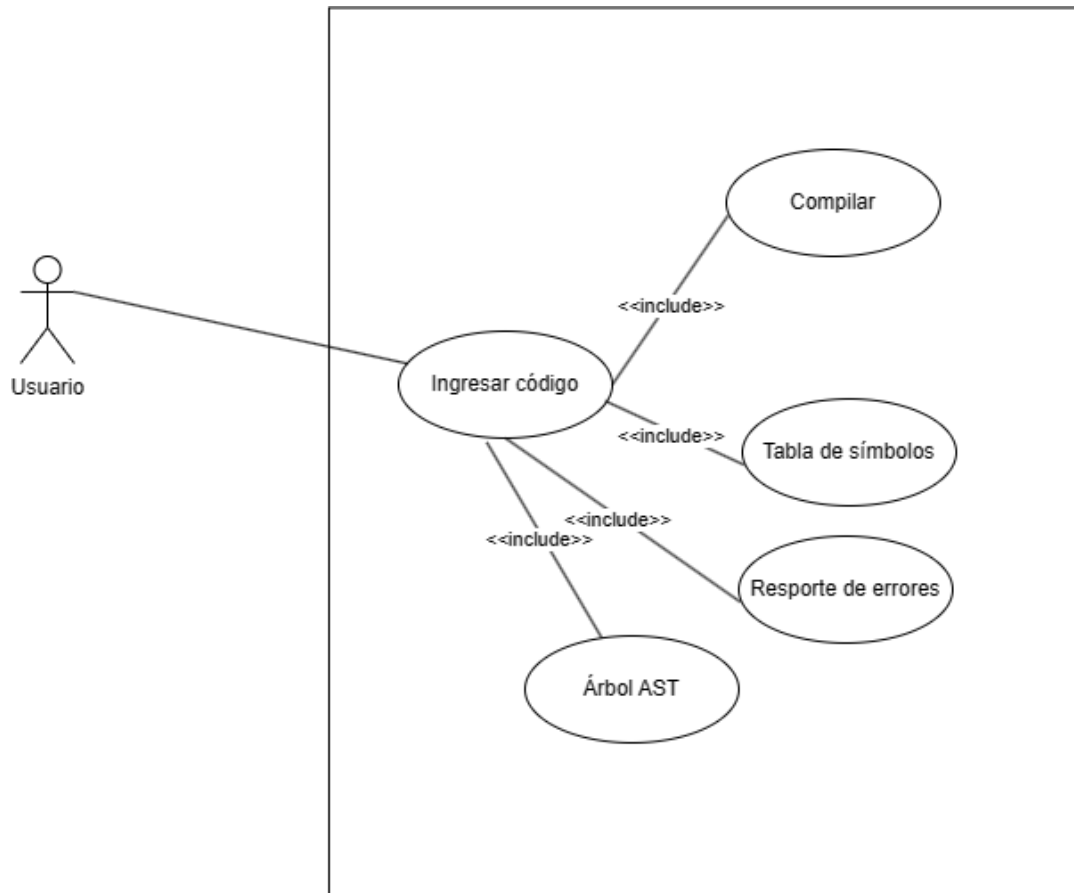 Compilar
<<include>>
Usuario
Ingresar código
<<include>>
Tabla de símbolos
<<include>>
<<include>>
Resporte de errores
Árbol AST